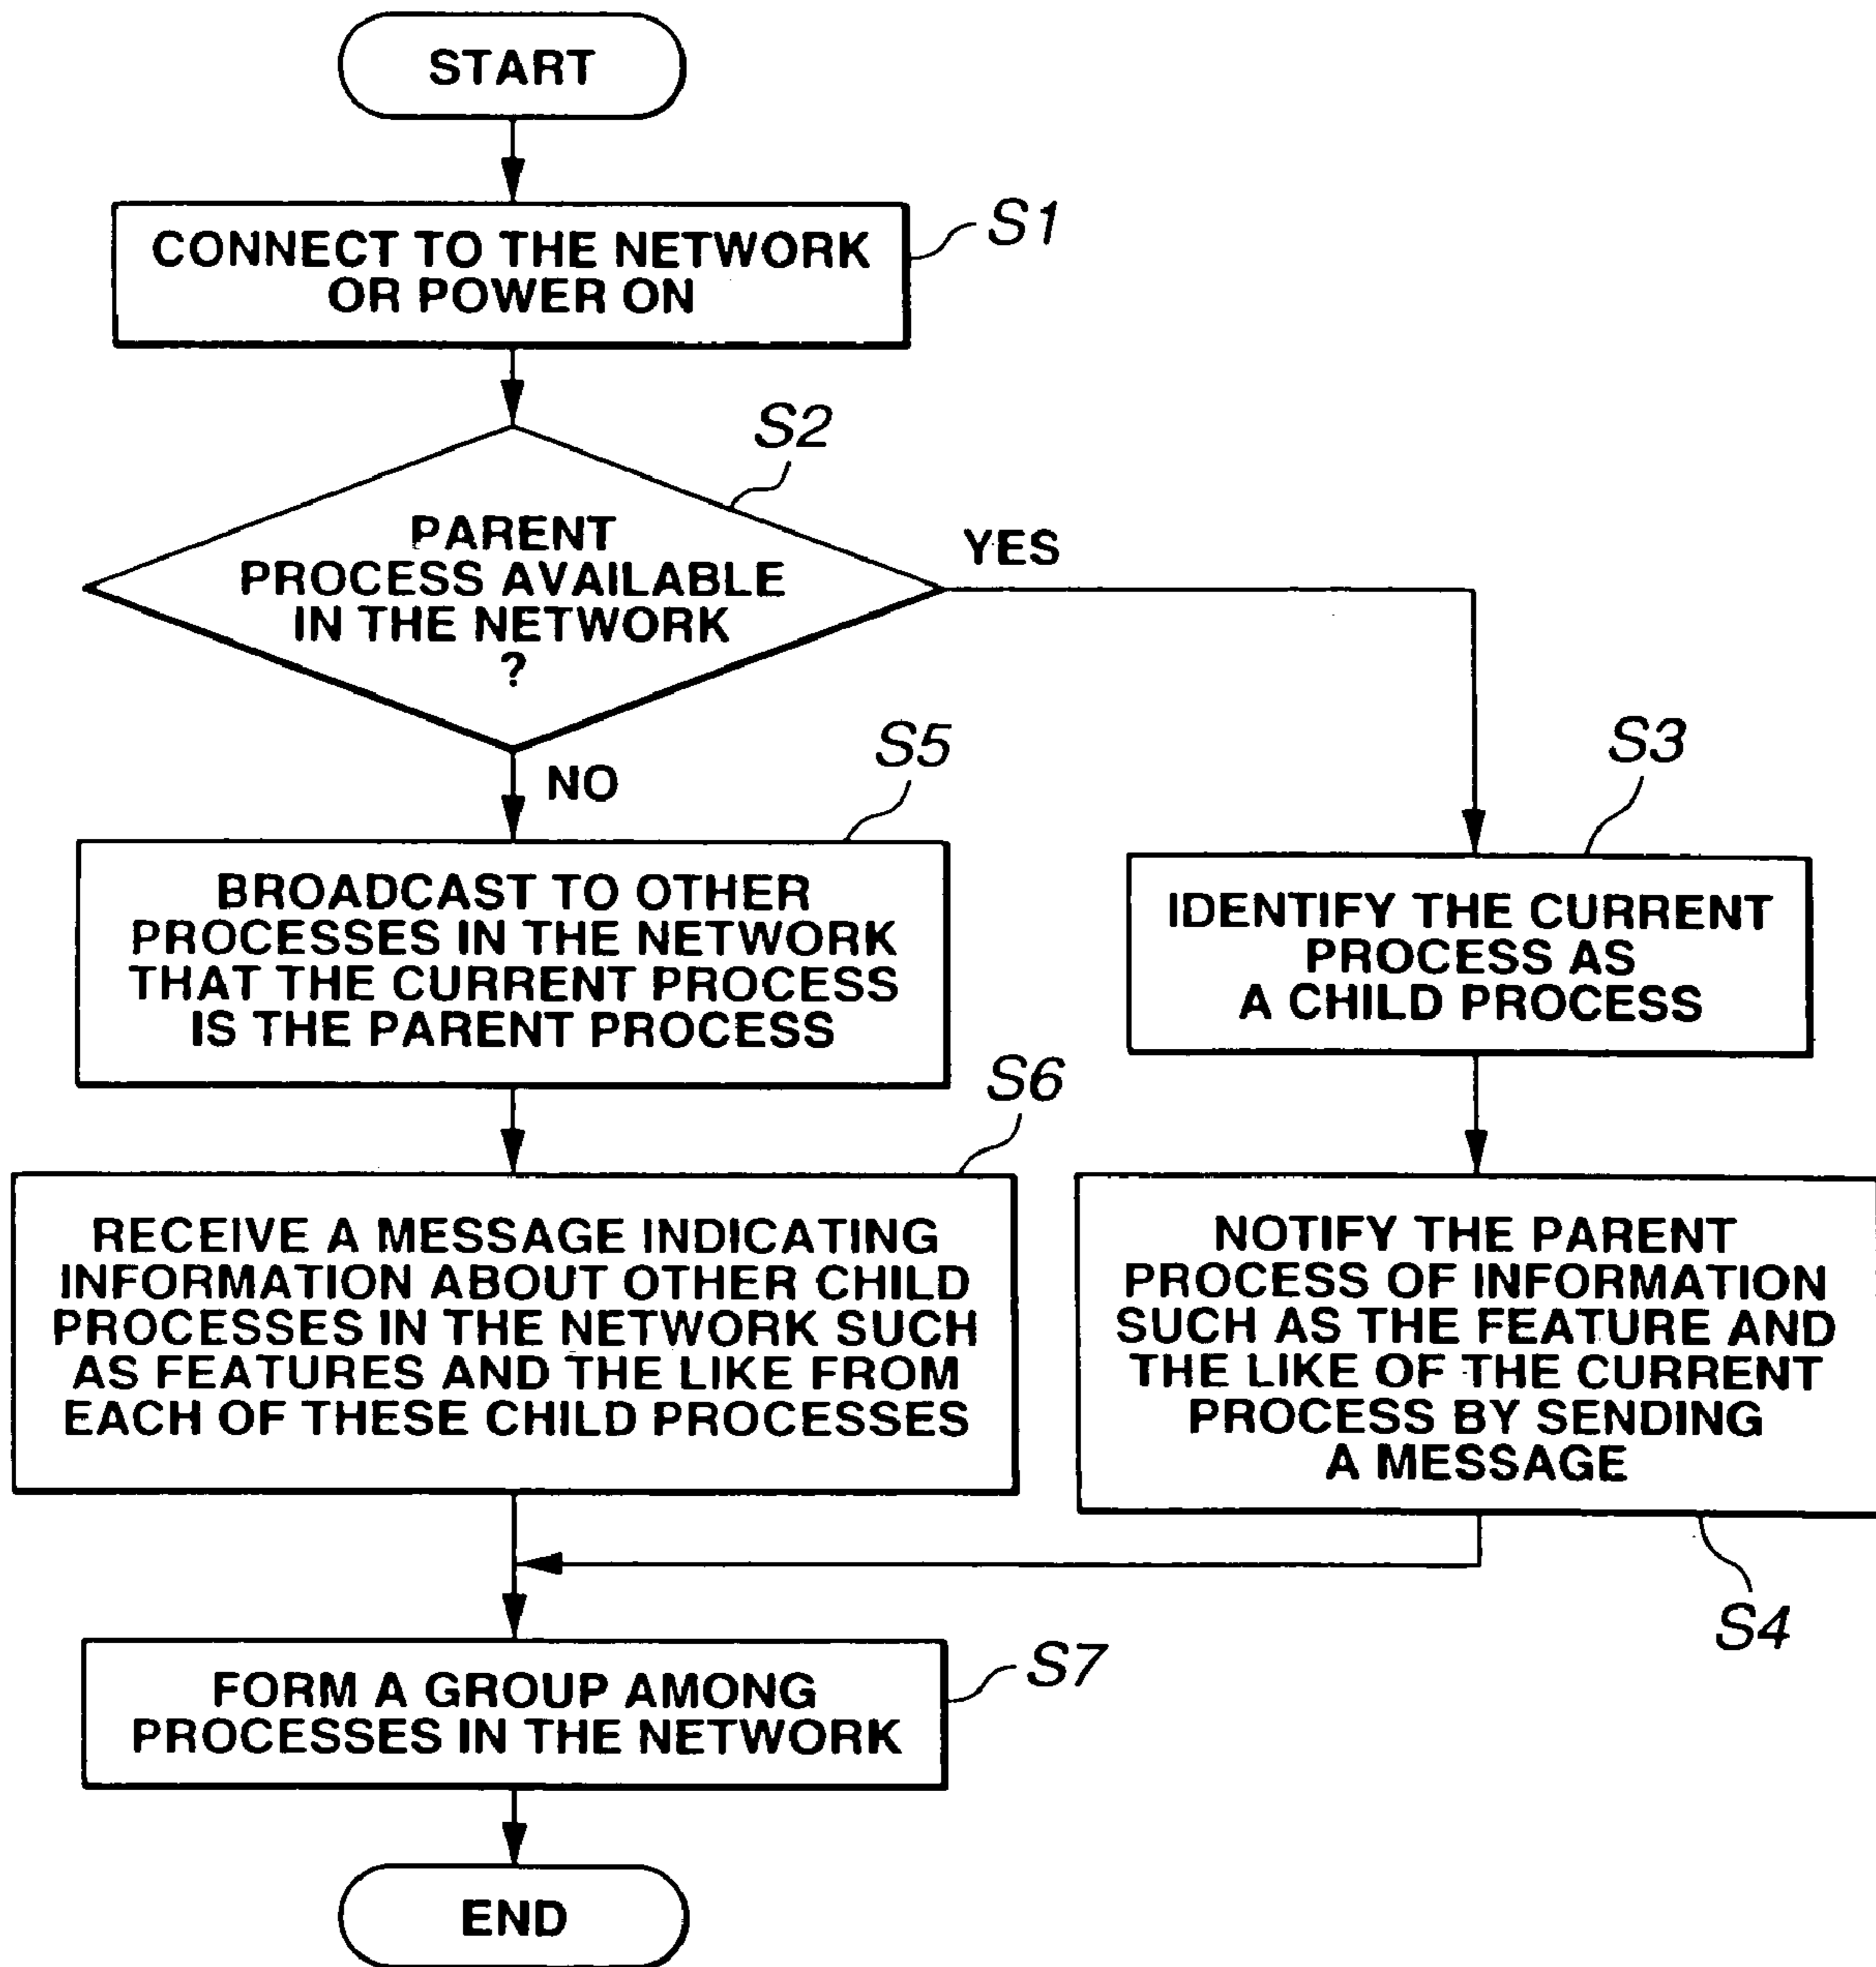 START
CONNECT TO THE NETWORK
OR POWER ON
S1
S2
PARENT
PROCESS AVAILABLE
IN THE NETWORK
?
YES
NO
S5
BROADCAST TO OTHER
PROCESSES IN THE NETWORK
THAT THE CURRENT PROCESS
IS THE PARENT PROCESS
S3
IDENTIFY THE CURRENT
PROCESS AS
A CHILD PROCESS
S6
RECEIVE A MESSAGE INDICATING
INFORMATION ABOUT OTHER CHILD
PROCESSES IN THE NETWORK SUCH
AS FEATURES AND THE LIKE FROM
EACH OF THESE CHILD PROCESSES
NOTIFY THE PARENT
PROCESS OF INFORMATION
SUCH AS THE FEATURE AND
THE LIKE OF THE CURRENT
PROCESS BY SENDING
A MESSAGE
S4
FORM A GROUP AMONG
PROCESSES IN THE NETWORK
S7
END